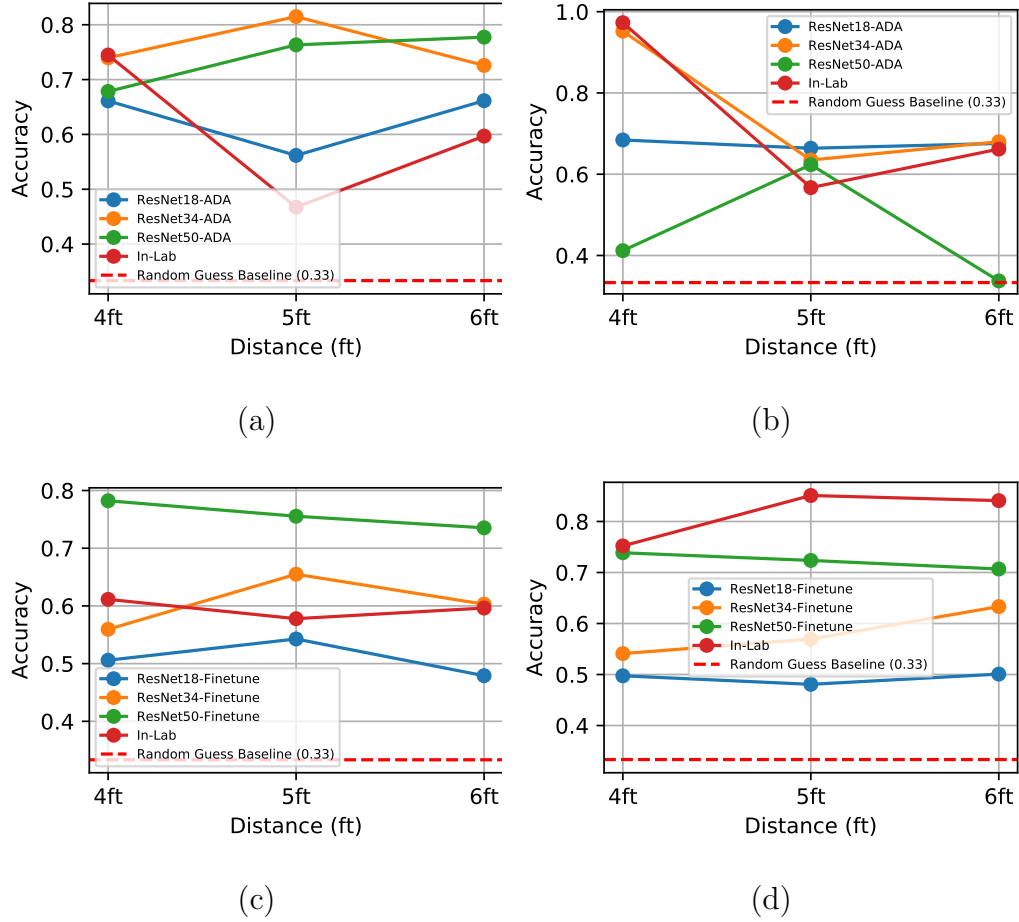 0.8
0.7
0.6
0.5
0.4
Accuracy
ResNet18-ADA
ResNet34-ADA
ResNet50-ADA
In-Lab
Random Guess Baseline (0.33)
4ft
5ft
6ft
Distance (ft)
(a)
1.0
0.8
0.6
0.4
Accuracy
ResNet18-ADA
ResNet34-ADA
ResNet50-ADA
In-Lab
Random Guess Baseline (0.33)
4ft
5ft
6ft
Distance (ft)
(b)
0.8
0.7
0.6
0.5
0.4
Accuracy
ResNet18-Finetune
ResNet34-Finetune
ResNet50-Finetune
In-Lab
Random Guess Baseline (0.33)
4ft
5ft
6ft
Distance (ft)
(c)
0.8
0.7
0.6
0.5
0.4
Accuracy
ResNet18-Finetune
ResNet34-Finetune
ResNet50-Finetune
In-Lab
Random Guess Baseline (0.33)
4ft
5ft
6ft
Distance (ft)
(d)